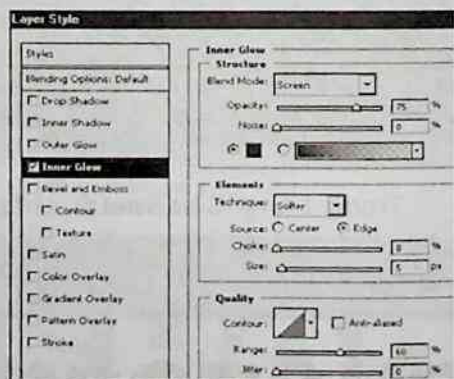 Layer Style
Styles
Blending Options: Default
Drop Shadow
Inner Shadow
Outer Glow
Inner Glow
Bevel and Emboss
Contour
Texture
Satin
Color Overlay
Gradient Overlay
Pattern Overlay
Stroke
Inner Glow
Structure
Blend Mode: Screen
Opacity: 75 %
Noise: 0 %
Elements
Technique: Softer
Source: Center Edge
Choke: 0 %
Size: 5 px
Quality
Contour: Anti-aliased
Range: 60 %
Jitter: 0 %